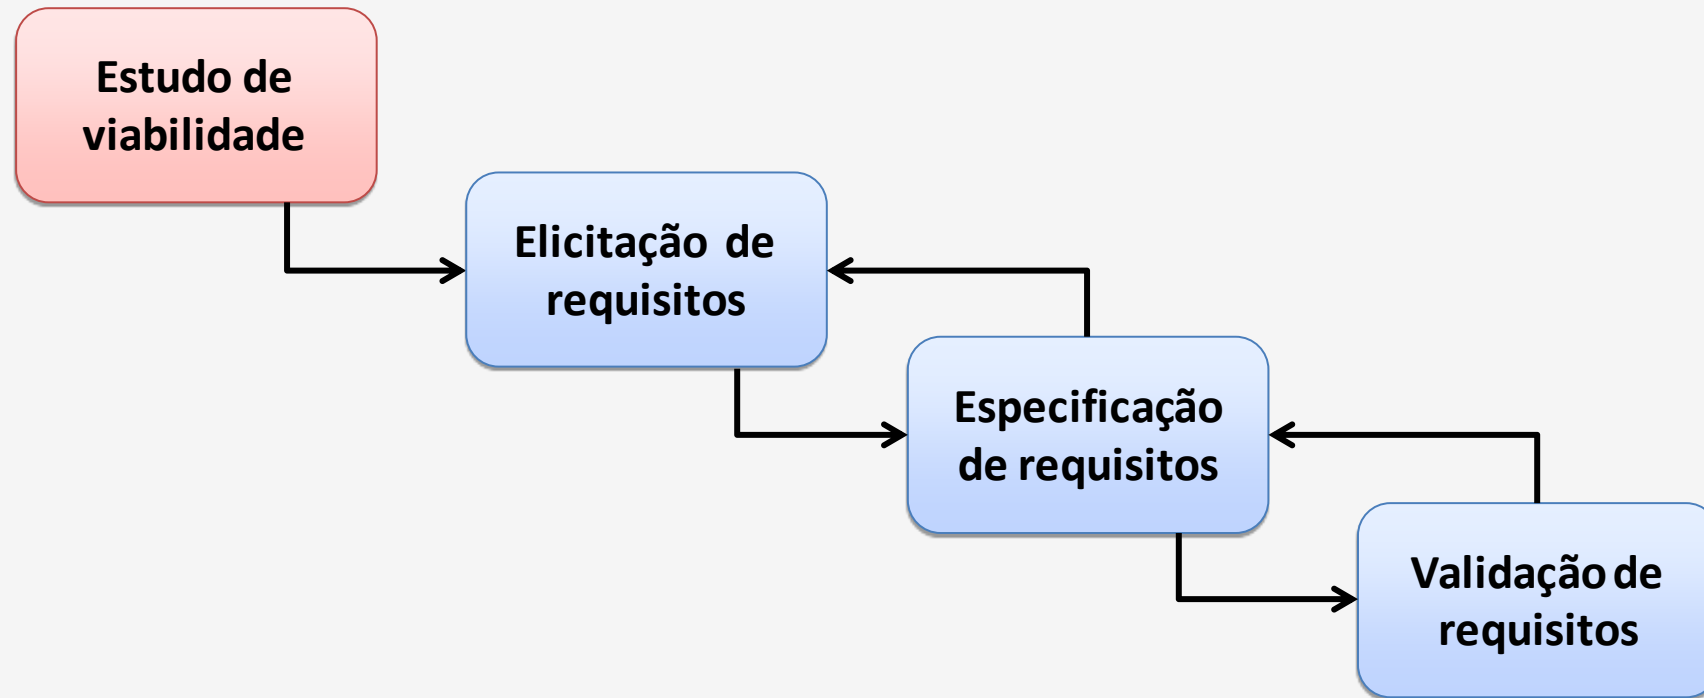 Estudo de
viabilidade
Elicitação de
requisitos
Especificação
de requisitos
Validação de
requisitos